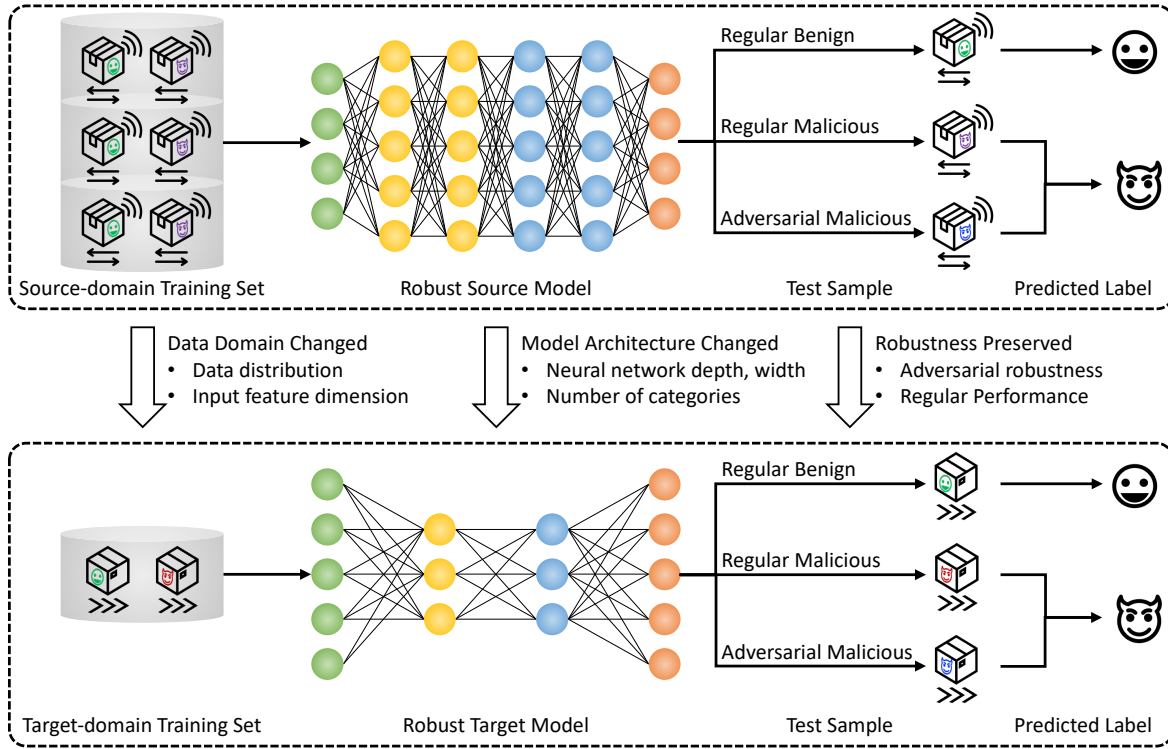 Regular Benign
Regular Malicious
Adversarial Malicious
Source-domain Training Set
Robust Source Model
Test Sample
Predicted Label
Data Domain Changed
• Data distribution
• Input feature dimension
Model Architecture Changed
• Neural network depth, width
• Number of categories
Robustness Preserved
• Adversarial robustness
• Regular Performance
Regular Benign
Regular Malicious
Adversarial Malicious
Target-domain Training Set
Robust Target Model
Test Sample
Predicted Label